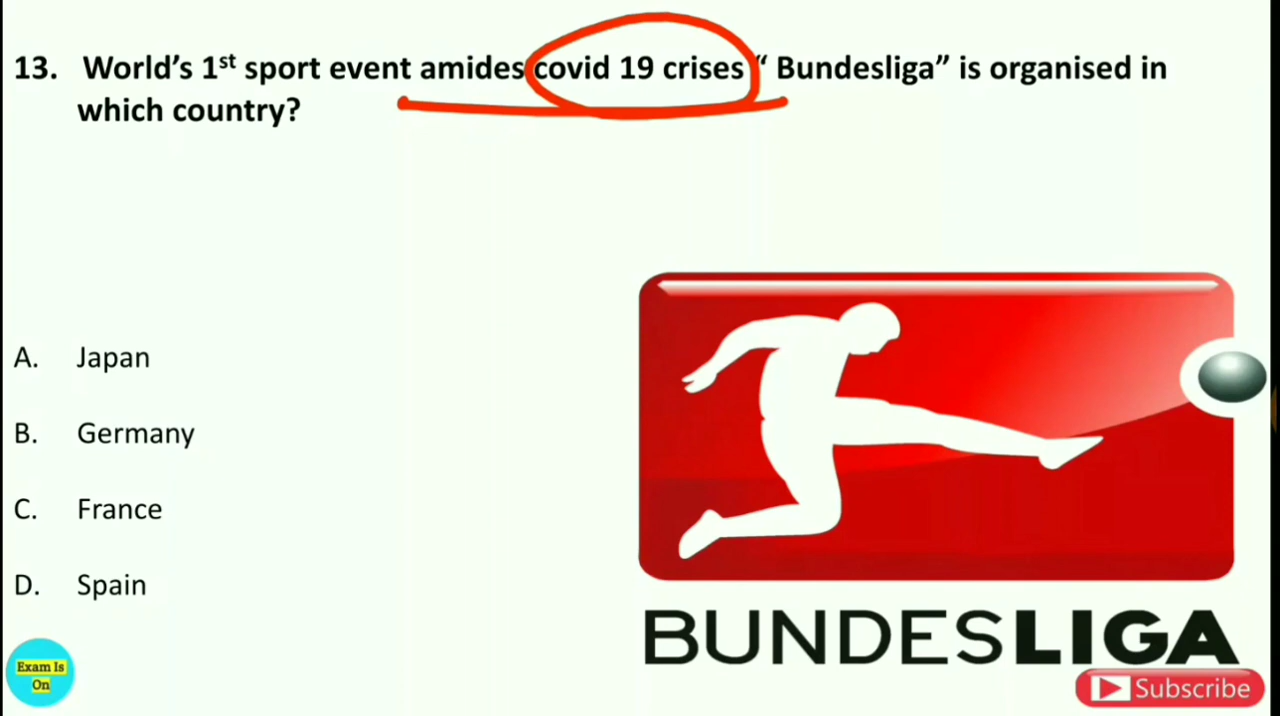 13. World's 1st sport event amides covid 19 crises “ Bundesliga” is organised in
which country?
A. Japan
B. Germany
C. France
D. Spain
BUNDESLIGA
Exam Is
On
Subscribe